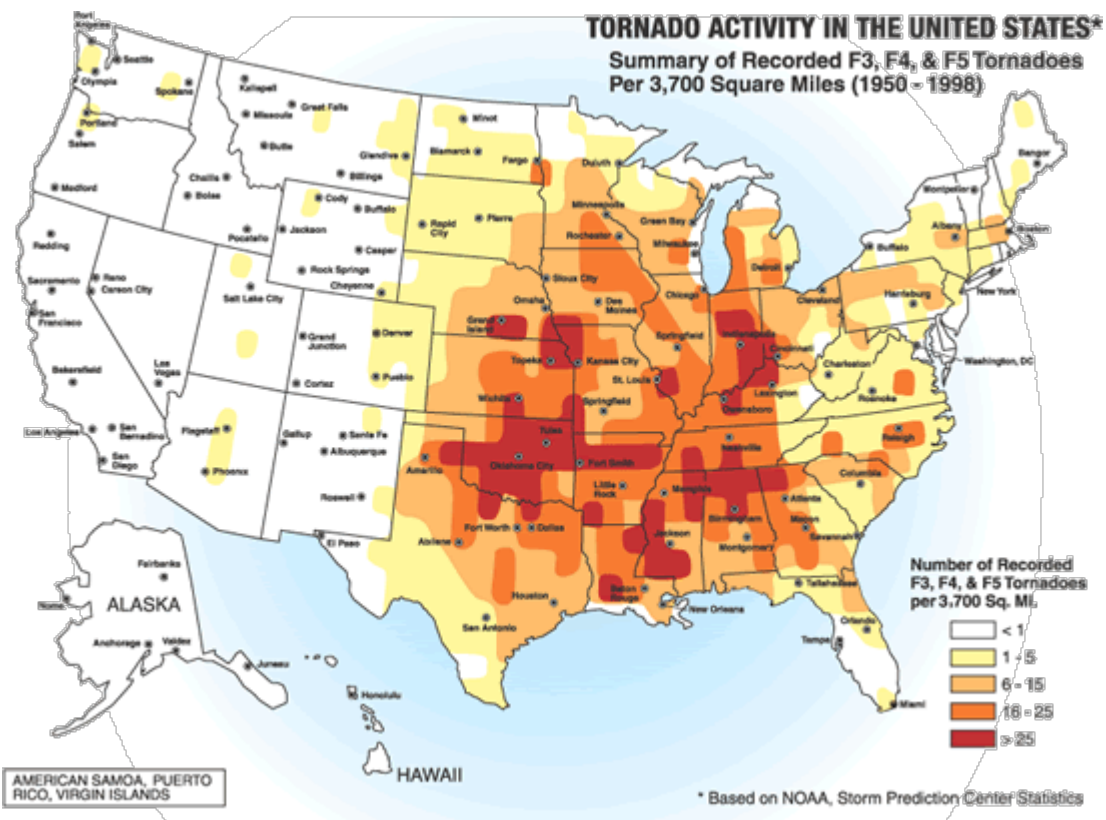 TORNADO ACTIVITY IN THE UNITED STATES*
Summary of Recorded F3, F4, & F5 Tornadoes
Per 3,700 Square Miles (1950 - 1998)
Port
Angeles
Seattle
Olympia
Spokane
Portland
Salem
Medford
Kalispell
Missoula
Great Falls
Butte
Glendive
Billings
Challis
Boise
Pocatello
Cody
Buffalo
Jackson
Casper
Rock Springs
Cheyenne
Minot
Bismarck
Fargo
Rapid
City
Pierre
Duluth
Minneapolis
Rochester
Green Bay
Milwaukee
Detroit
Chicago
Sioux City
Omaha
Des
Moines
Grand
Island
Topeka
Kansas City
Wichita
St. Louis
Springfield
Springfield
Indianapolis
Cincinnati
Cleveland
Lexington
Owensboro
Charleston
Roanoke
Harrisburg
Buffalo
Albany
Montpelier
Bangor
Boston
New York
Washington, DC
Redding
Sacramento
San
Francisco
Reno
Carson City
Bakersfield
Las
Vegas
Los Angeles
San
Bernadino
San
Diego
Salt Lake City
Grand
Junction
Cortez
Denver
Pueblo
Flagstaff
Phoenix
Gallup
Santa Fe
Albuquerque
Roswell
El Paso
Amarillo
Tulsa
Oklahoma City
Fort Smith
Little
Rock
Memphis
Nashville
Raleigh
Columbia
Atlanta
Macon
Savannah
Birmingham
Montgomery
Jackson
Fort Worth
Dallas
Abilene
Houston
San Antonio
Baton
Rouge
New Orleans
Tallahassee
Orlando
Tampa
Miami
Fairbanks
Nome
ALASKA
Anchorage
Valdez
Juneau
Honolulu
HAWAII
AMERICAN SAMOA, PUERTO
RICO, VIRGIN ISLANDS
Number of Recorded
F3, F4, & F5 Tornadoes
per 3,700 Sq. Mi.
< 1
1 - 5
6 - 15
16 - 25
> 25
* Based on NOAA, Storm Prediction Center Statistics